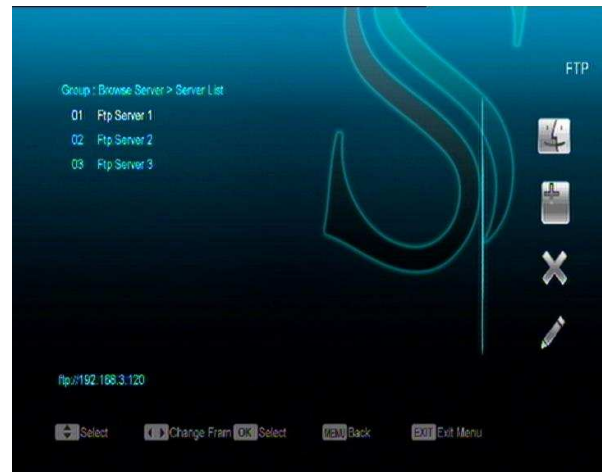 FTP
Group : Browse Server > Server List
01 Ftp Server 1
02 Ftp Server 2
03 Ftp Server 3
ftp://192.168.3.120
Select Change Fram OK Select MENU Back EXIT Exit Menu